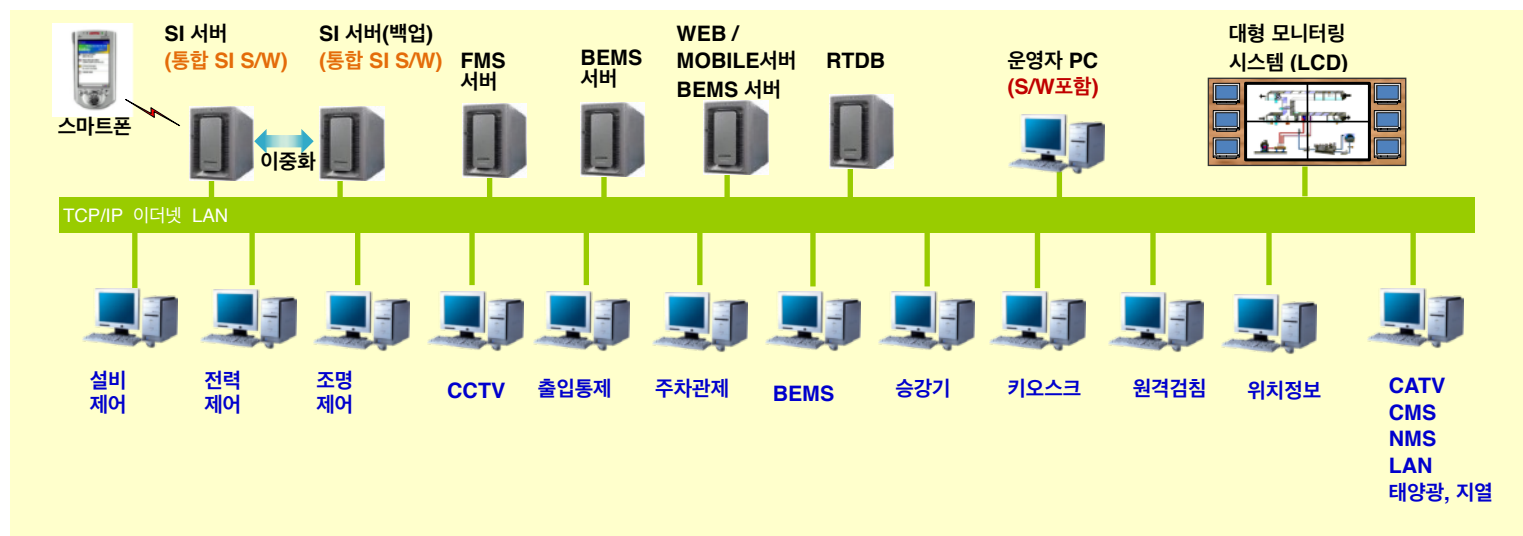 SI 서버
(통합 SI S/W)
SI 서버(백업)
(통합 SI S/W)
FMS
서버
BEMS
서버
WEB /
MOBILE서버
BEMS 서버
RTDB
운영자 PC
(S/W포함)
대형 모니터링
시스템 (LCD)
스마트폰
이중화
TCP/IP 이더넷 LAN
설비
제어
전력
제어
조명
제어
CCTV
출입통제
주차관제
BEMS
승강기
키오스크
원격검침
위치정보
CATV
CMS
NMS
LAN
태양광, 지열